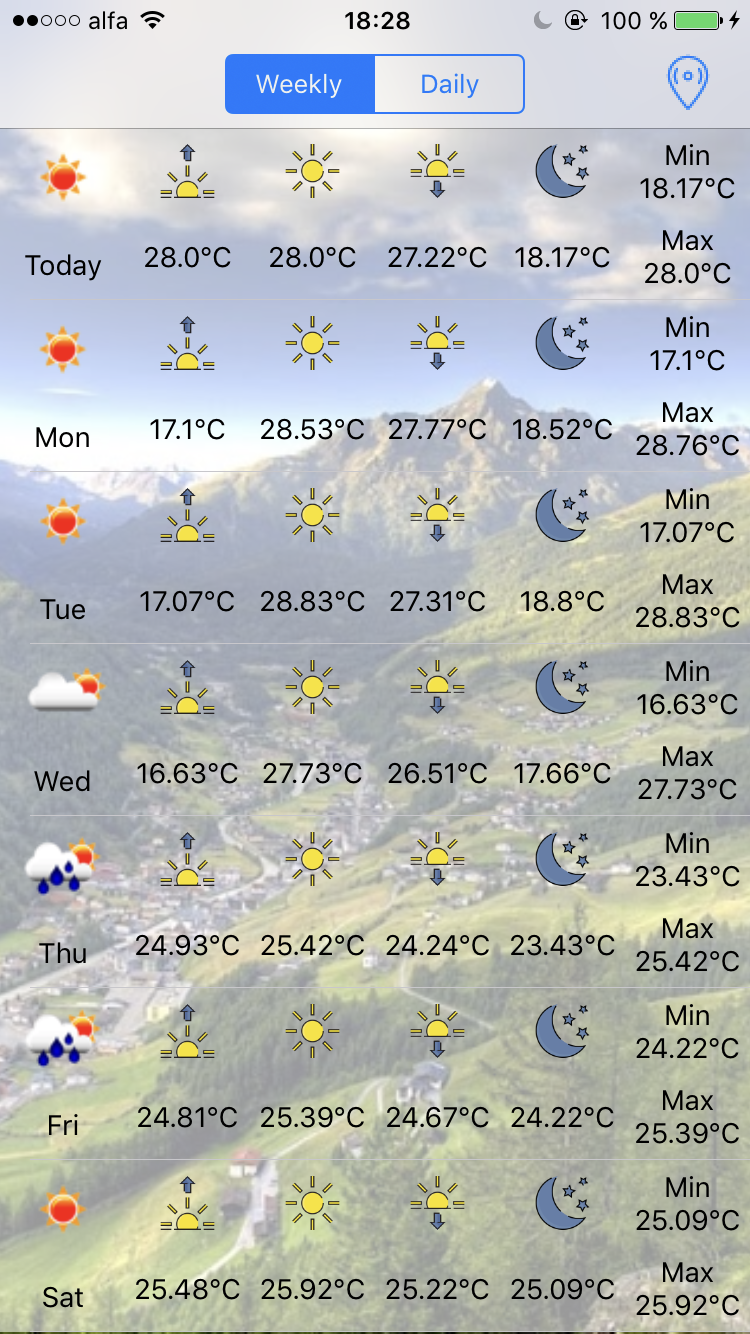 alfa 18:28 100 %
Weekly Daily
Min
18.17°C
Today 28.0°C 28.0°C 27.22°C 18.17°C
Max
28.0°C
Min
17.1°C
Mon 17.1°C 28.53°C 27.77°C 18.52°C
Max
28.76°C
Min
17.07°C
Tue 17.07°C 28.83°C 27.31°C 18.8°C
Max
28.83°C
Min
16.63°C
Wed 16.63°C 27.73°C 26.51°C 17.66°C
Max
27.73°C
Min
23.43°C
Thu 24.93°C 25.42°C 24.24°C 23.43°C
Max
25.42°C
Min
24.22°C
Fri 24.81°C 25.39°C 24.67°C 24.22°C
Max
25.39°C
Min
25.09°C
Sat 25.48°C 25.92°C 25.22°C 25.09°C
Max
25.92°C